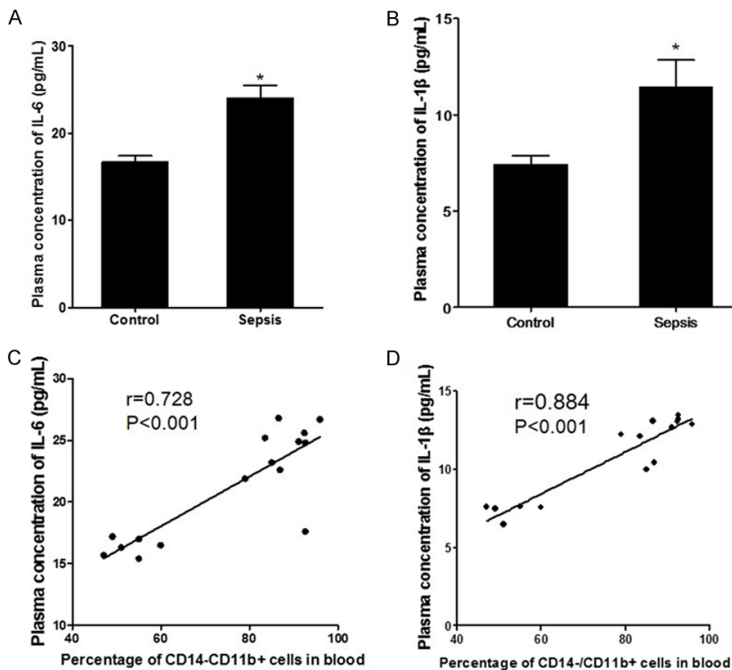 A
Plasma concentration of IL-6 (pg/mL)
30
20
10
0
*
Control
Sepsis
B
Plasma concentration of IL-1β (pg/mL)
15
10
5
0
*
Control
Sepsis
C
Plasma concentration of IL-6 (pg/mL)
30
25
20
15
10
r=0.728
P<0.001
40
60
80
100
Percentage of CD14-CD11b+ cells in blood
D
Plasma concentration of IL-1β (pg/mL)
15
10
5
0
r=0.884
P<0.001
40
60
80
100
Percentage of CD14-/CD11b+ cells in blood